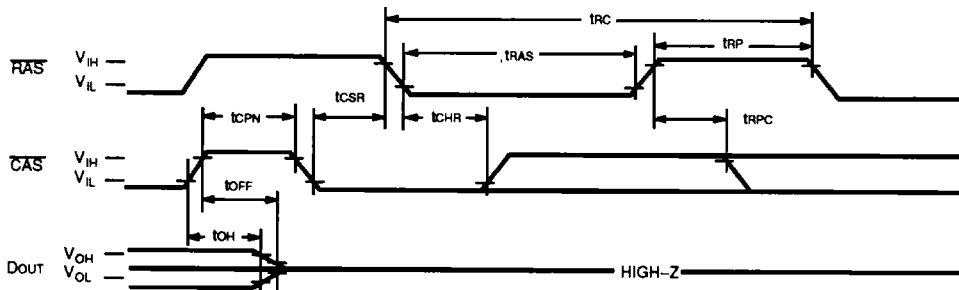 tRC
tRP
RAS VIH
VIL
tRAS
tCSR
tCPN
tCHR
tRPC
CAS VIH
VIL
tOFF
tOH
DOUT VOH
VOL
HIGH–Z